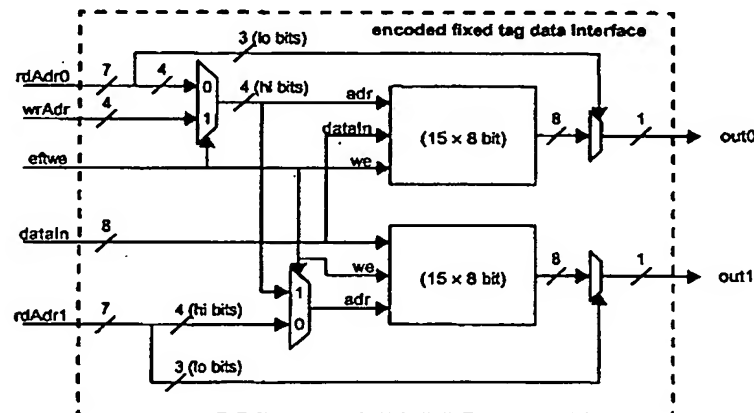 encoded fixed tag data interface
3 (lo bits)
rdAdr0
7
4
0
4 (hi bits)
adr
wrAdr
4
1
dataIn
(15 × 8 bit)
8
1
out0
eftwe
we
dataIn
8
we
(15 × 8 bit)
8
1
out1
1
adr
rdAdr1
7
4 (hi bits)
0
3 (lo bits)